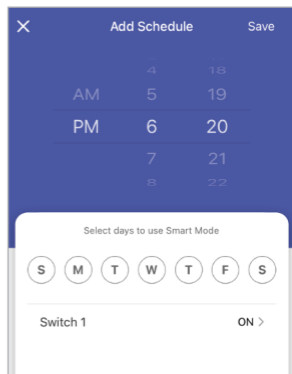 × Add Schedule Save
4 18
AM 5 19
PM 6 20
7 21
8 22
Select days to use Smart Mode
S M T W T F S
Switch 1 ON >